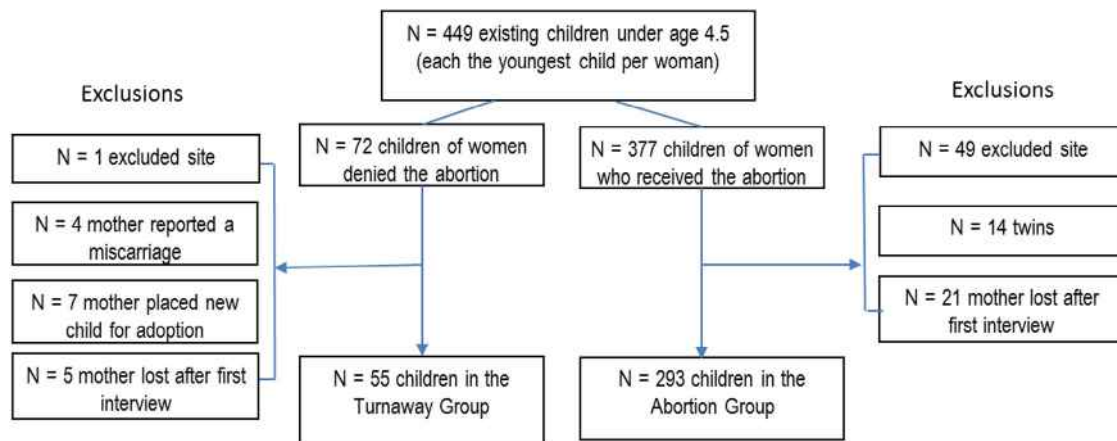 N = 449 existing children under age 4.5
(each the youngest child per woman)
Exclusions
Exclusions
N = 1 excluded site
N = 72 children of women
denied the abortion
N = 377 children of women
who received the abortion
N = 49 excluded site
N = 4 mother reported a
miscarriage
N = 14 twins
N = 7 mother placed new
child for adoption
N = 21 mother lost after
first interview
N = 5 mother lost after first
interview
N = 55 children in the
Turnaway Group
N = 293 children in the
Abortion Group